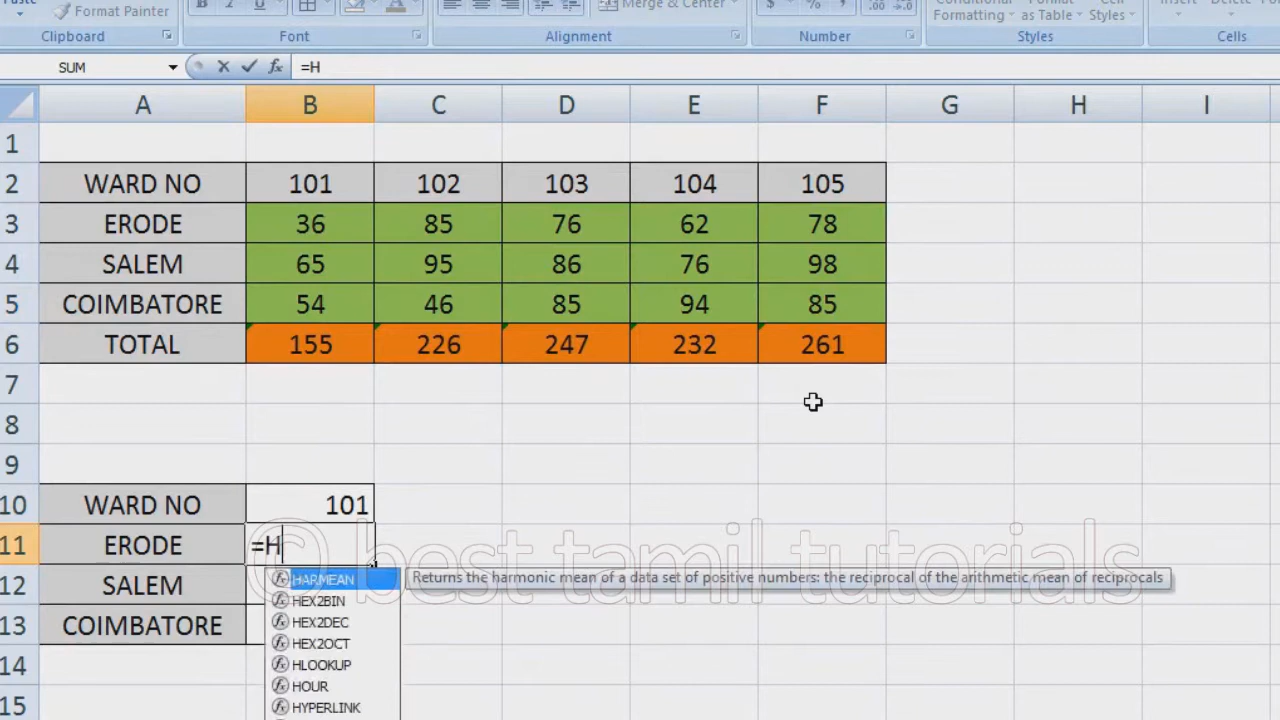 Paste
Format Painter
B I U
Merge & Center
$ % ,
Conditional Format Cell
Formatting as Table Styles
Insert Delete
Clipboard Font Alignment Number Styles Cells
SUM =H
A B C D E F G H I
1
2 WARD NO 101 102 103 104 105
3 ERODE 36 85 76 62 78
4 SALEM 65 95 86 76 98
5 COIMBATORE 54 46 85 94 85
6 TOTAL 155 226 247 232 261
7
8
9
10 WARD NO 101
11 ERODE =H
© best tamil tutorials
HARMEAN Returns the harmonic mean of a data set of positive numbers: the reciprocal of the arithmetic mean of reciprocals
12 SALEM HEX2BIN
HEX2DEC
13 COIMBATORE HEX2OCT
14 HLOOKUP
HOUR
15 HYPERLINK